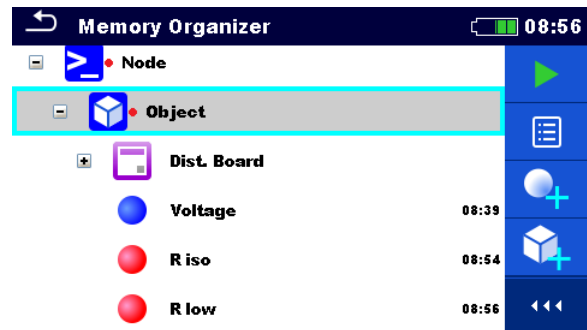 Memory Organizer 08:56
Node
Object
Dist. Board
Voltage 08:39
R iso 08:54
R low 08:56